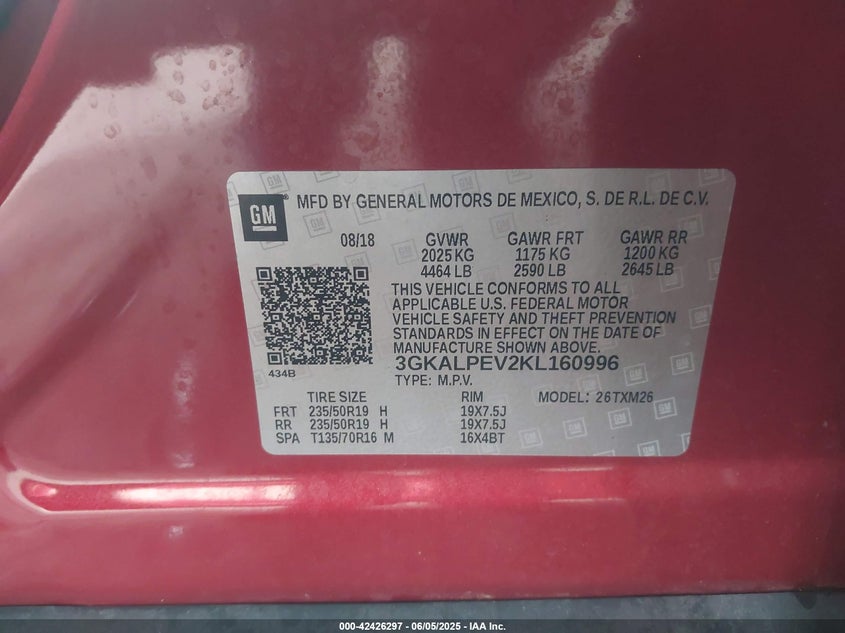 GM
MFD BY GENERAL MOTORS DE MEXICO, S. DE R.L. DE C.V.
08/18 GVWR GAWR FRT GAWR RR
2025 KG 1175 KG 1200 KG
4464 LB 2590 LB 2645 LB
THIS VEHICLE CONFORMS TO ALL
APPLICABLE U.S. FEDERAL MOTOR
VEHICLE SAFETY AND THEFT PREVENTION
STANDARDS IN EFFECT ON THE DATE OF
MANUFACTURE SHOWN ABOVE.
434B
3GKALPEV2KL160996
TYPE: M.P.V.
TIRE SIZE RIM MODEL: 26TXM26
FRT 235/50R19 H 19X7.5J
RR 235/50R19 H 19X7.5J
SPA T135/70R16 M 16X4BT
000-42426297 - 06/05/2025 - IAA Inc.